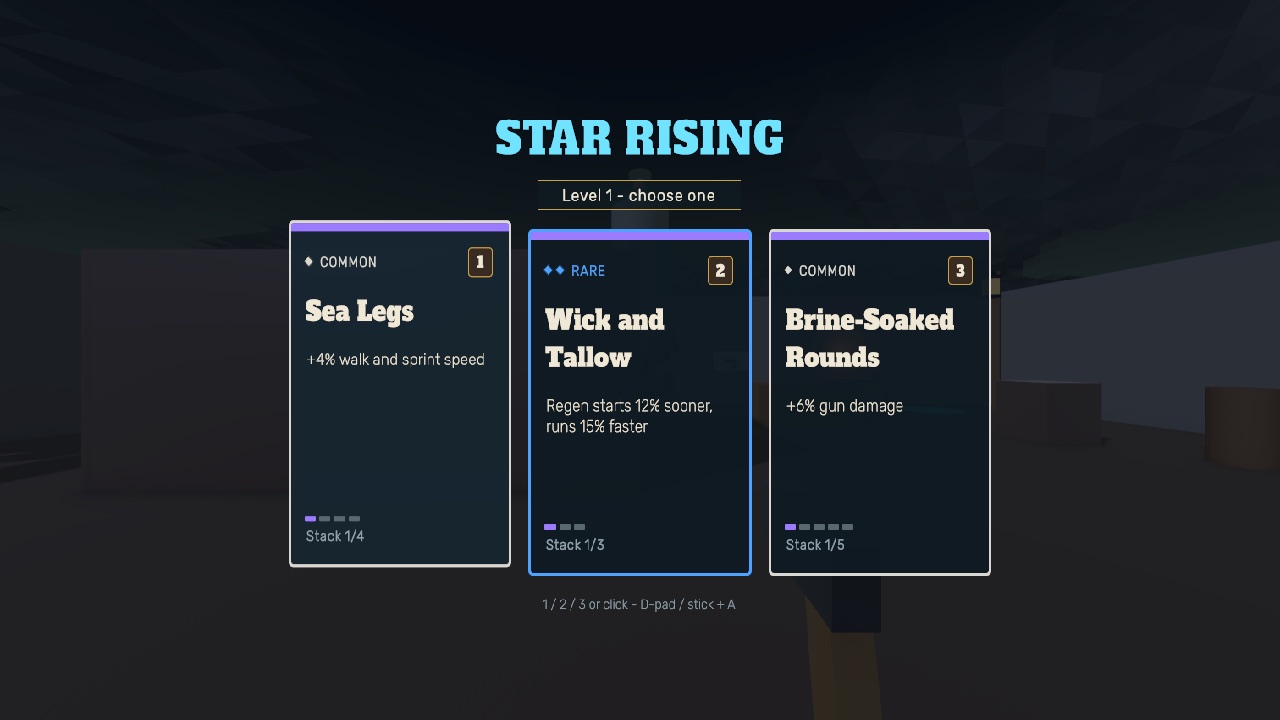 STAR RISING
Level 1 - choose one
COMMON
1
Sea Legs
+4% walk and sprint speed
Stack 1/4
RARE
2
Wick and
Tallow
Regen starts 12% sooner,
runs 15% faster
Stack 1/3
COMMON
3
Brine-Soaked
Rounds
+6% gun damage
Stack 1/5
1 / 2 / 3 or click - D-pad / stick + A